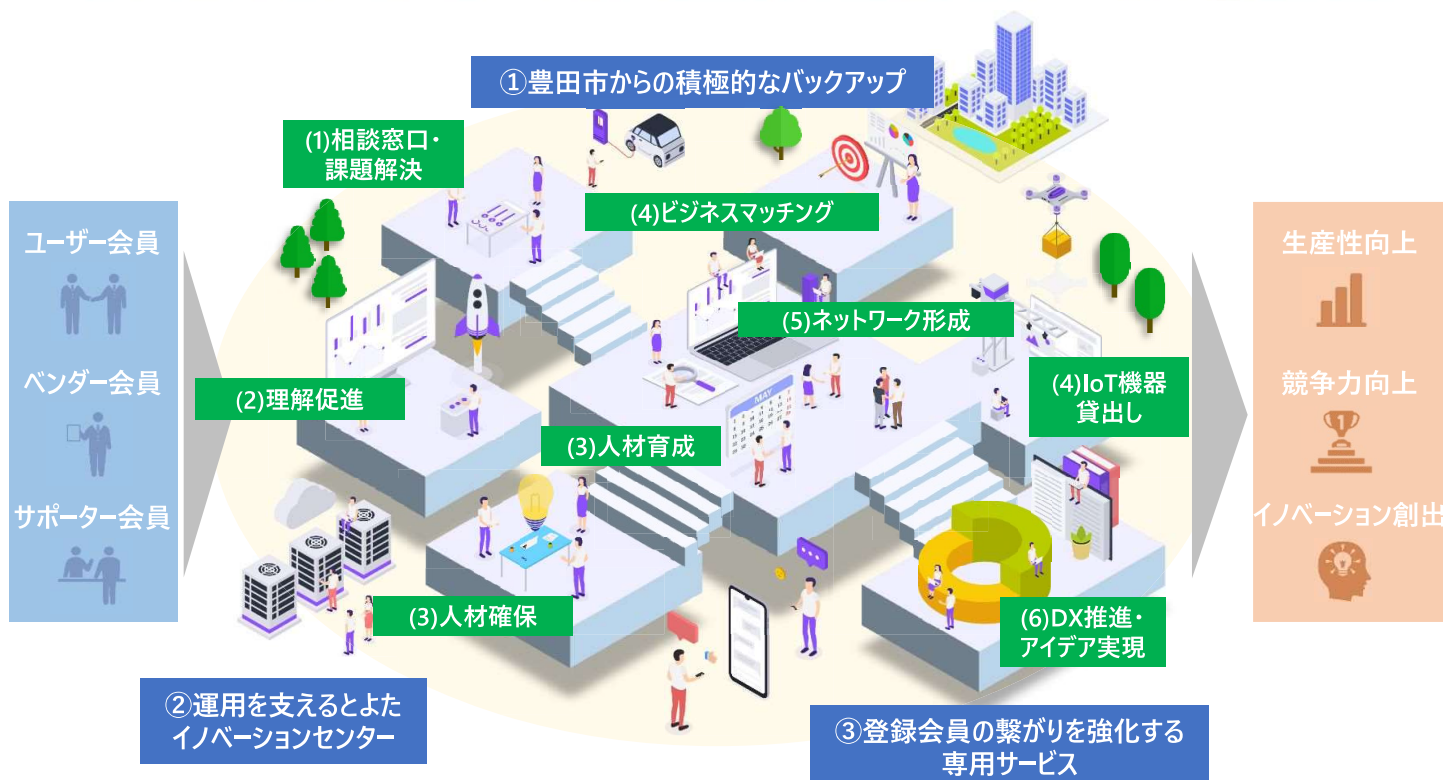 ①豊田市からの積極的なバックアップ
(1)相談窓口・
課題解決
(4)ビジネスマッチング
ユーザー会員
ベンダー会員
サポーター会員
(5)ネットワーク形成
(2)理解促進
(4)IoT機器
貸出し
MAY
(3)人材育成
(3)人材確保
(6)DX推進・
アイデア実現
生産性向上
競争力向上
1
イノベーション創出
②運用を支えるとよた
イノベーションセンター
③登録会員の繋がりを強化する
専用サービス